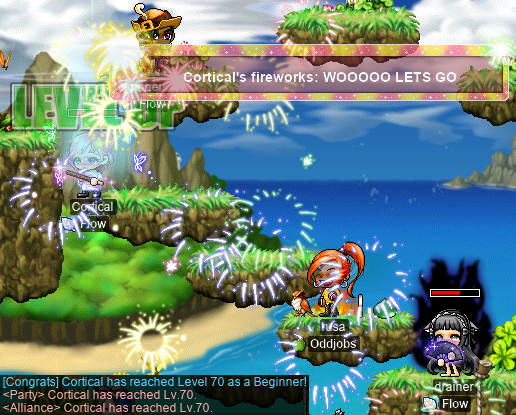 Cortical's fireworks: WOOOOO LETS GO
Flow
LEVEL UP
Cortical
Flow
rusa
Oddjobs
drainer
Flow
[Congrats] Cortical has reached Level 70 as a Beginner!
<Party> Cortical has reached Lv.70.
<Alliance> Cortical has reached Lv.70.